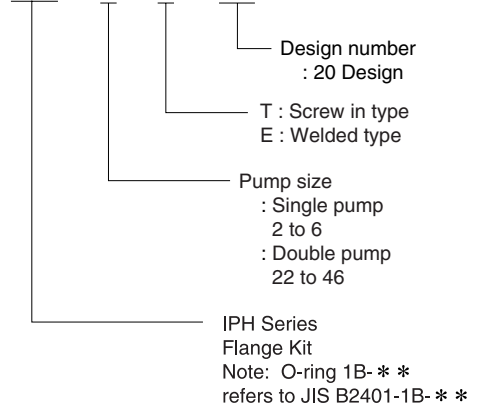 Design number
: 20 Design
T : Screw in type
E : Welded type
Pump size
: Single pump
2 to 6
: Double pump
22 to 46
IPH Series
Flange Kit
Note: O-ring 1B-＊＊
refers to JIS B2401-1B-＊＊